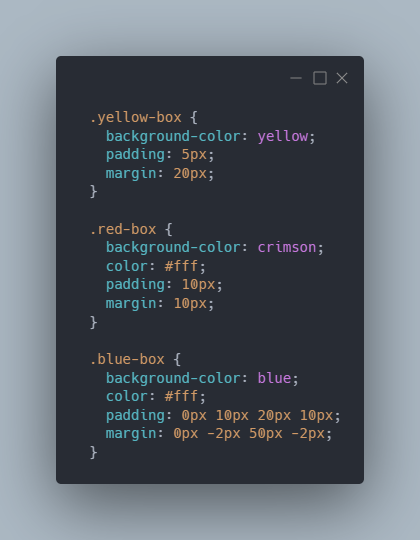 .yellow-box {
  background-color: yellow;
  padding: 5px;
  margin: 20px;
}

.red-box {
  background-color: crimson;
  color: #fff;
  padding: 10px;
  margin: 10px;
}

.blue-box {
  background-color: blue;
  color: #fff;
  padding: 0px 10px 20px 10px;
  margin: 0px -2px 50px -2px;
}